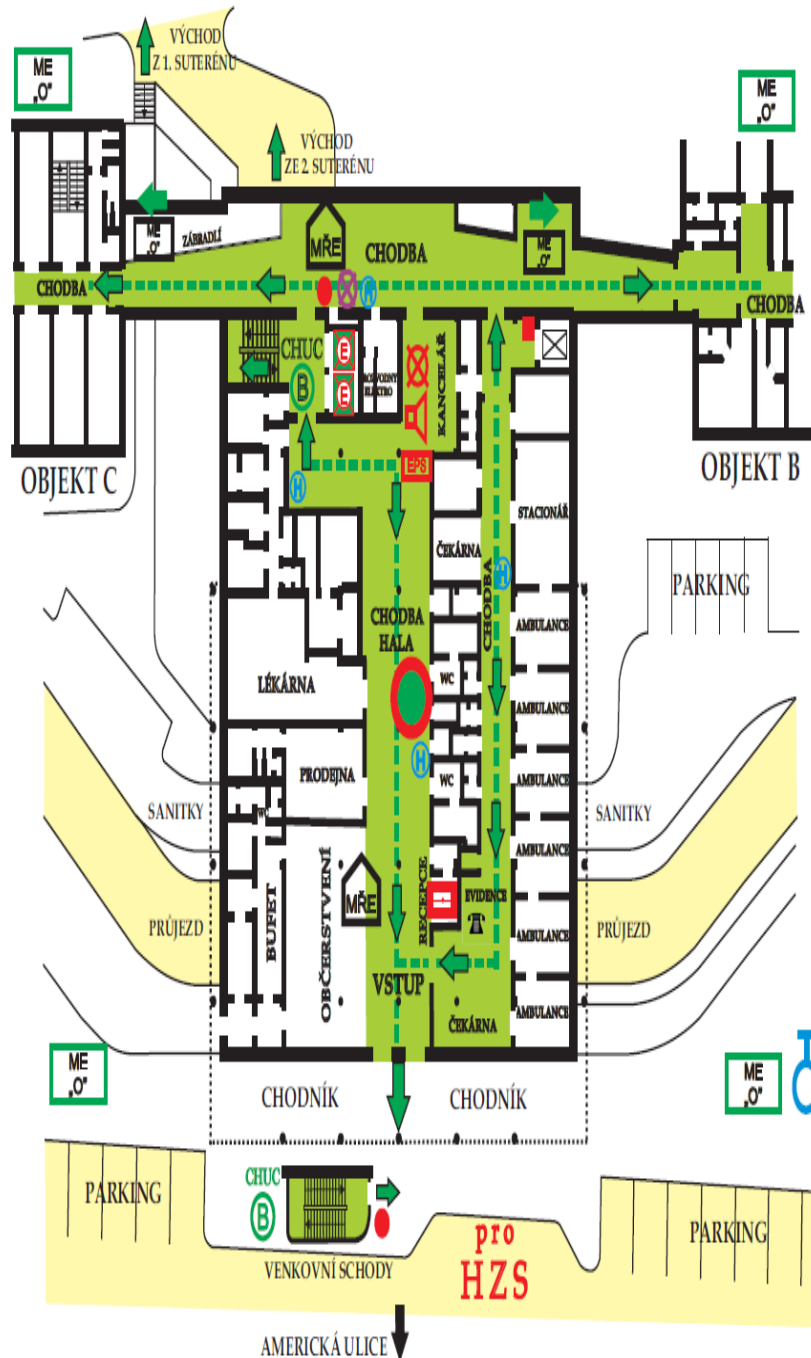 VÝCHOD
Z 1. SUTERÉNU
ME
„O"
ME
„O"
VÝCHOD
ZE 2. SUTERÉNU
ME
„O"
ZÁBRADLÍ
MŘE
CHODBA
ME
„O"
CHODBA
CHODBA
CHUC
B
E
E
ROZVODNY
ELEKTRO
KANCELÁŘ
H
EPS
H
OBJEKT C
OBJEKT B
STACIONÁŘ
ČEKÁRNA
CHODBA
H
PARKING
CHODBA
HALA
AMBULANCE
LÉKÁRNA
WC
AMBULANCE
H
PRODEJNA
WC
AMBULANCE
SANITKY
WC
SANITKY
AMBULANCE
BUFET
OBČERSTVENÍ
MŘE
RECEPCE
EVIDENCE
PRŮJEZD
AMBULANCE
PRŮJEZD
VSTUP
ČEKÁRNA
AMBULANCE
ME
„O"
ME
„O"
CHODNÍK
CHODNÍK
CHUC
B
PARKING
PARKING
pro
HZS
VENKOVNÍ SCHODY
AMERICKÁ ULICE